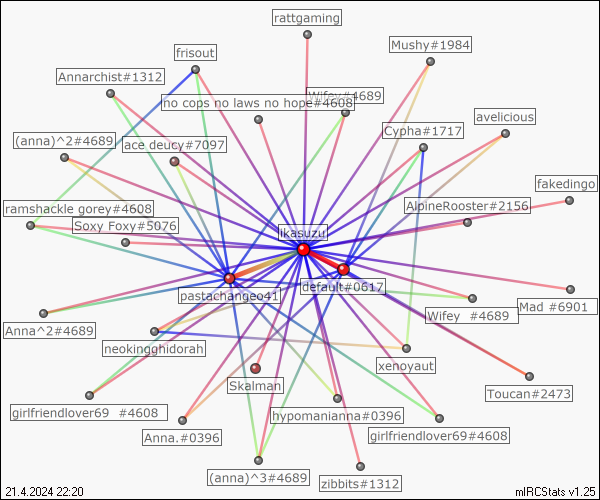 rattgaming
Mushy#1984
frisout
Annarchist#1312
Wifey#4689
no cops no laws no hope#4608
avelicious
Cypha#1717
(anna)^2#4689
ace deucy#7097
fakedingo
AlpineRooster#2156
ramshackle gorey#4608
Soxy Foxy#5076
likasuzul
default#0617
pastachangeo41
Mad #6901
Wifey #4689
Anna^2#4689
neokingghidorah
xenoyaut
Skalman
Toucan#2473
girlfriendlover69 #4608
hypomanianna#0396
Anna.#0396
girlfriendlover69#4608
(anna)^3#4689
zibbits#1312
21.4.2024 22:20
mIRCStats v1.25